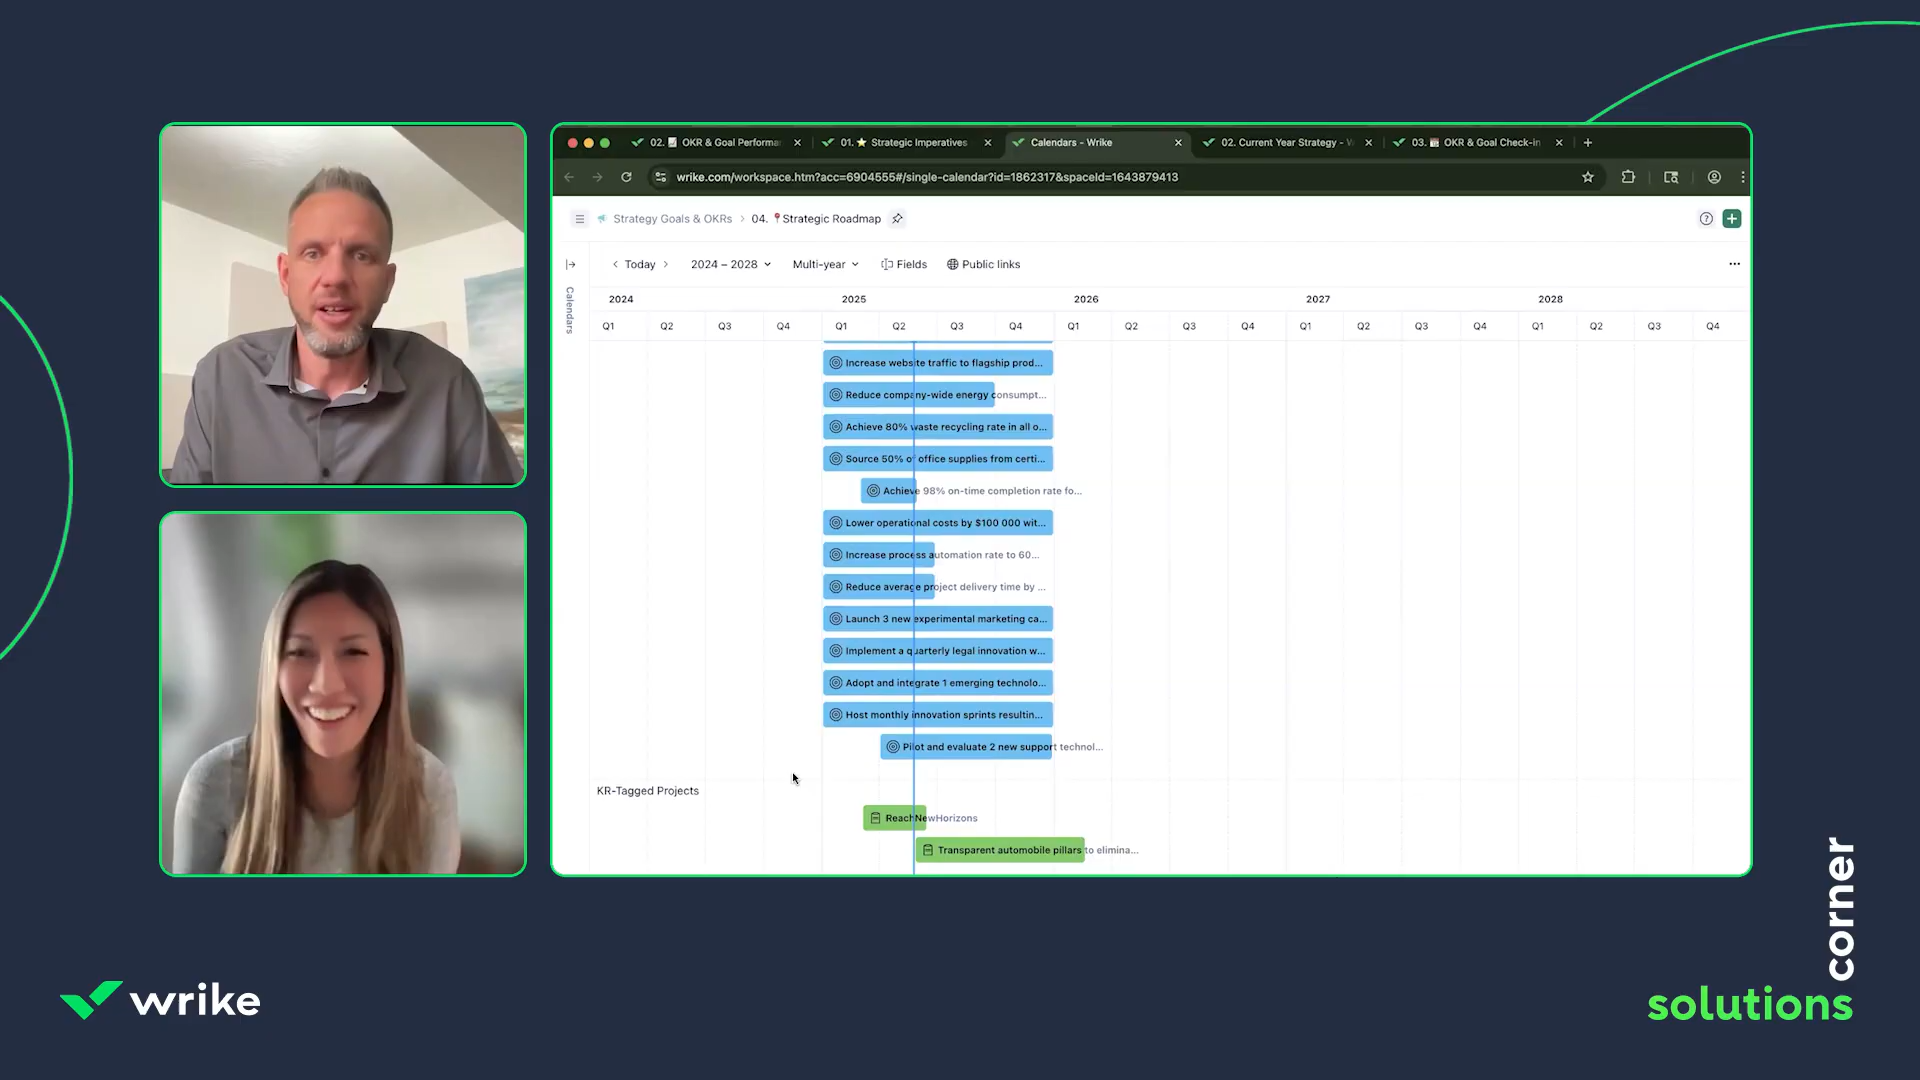 02. OKR & Goal Performa
01. Strategic Imperatives
Calendars - Wrike
02. Current Year Strategy -
03. OKR & Goal Check-in
wrike.com/workspace.htm?acc=6904555#/single-calendar?id=1862317&spaceId=1643879413
Strategy Goals & OKRs > 04. Strategic Roadmap
Today 2024 – 2028 Multi-year Fields Public links
Calendars
2024 2025 2026 2027 2028
Q1 Q2 Q3 Q4 Q1 Q2 Q3 Q4 Q1 Q2 Q3 Q4 Q1 Q2 Q3 Q4 Q1 Q2 Q3 Q4
Increase website traffic to flagship prod...
Reduce company-wide energy consumpt...
Achieve 80% waste recycling rate in all o...
Source 50% of office supplies from certi...
Achieve 98% on-time completion rate fo...
Lower operational costs by $100 000 wit...
Increase process automation rate to 60...
Reduce average project delivery time by ...
Launch 3 new experimental marketing ca...
Implement a quarterly legal innovation w...
Adopt and integrate 1 emerging technolo...
Host monthly innovation sprints resultin...
Pilot and evaluate 2 new support technol...
KR-Tagged Projects
ReachNewHorizons
Transparent automobile pillars to elimina...
wrike
solutions
corner